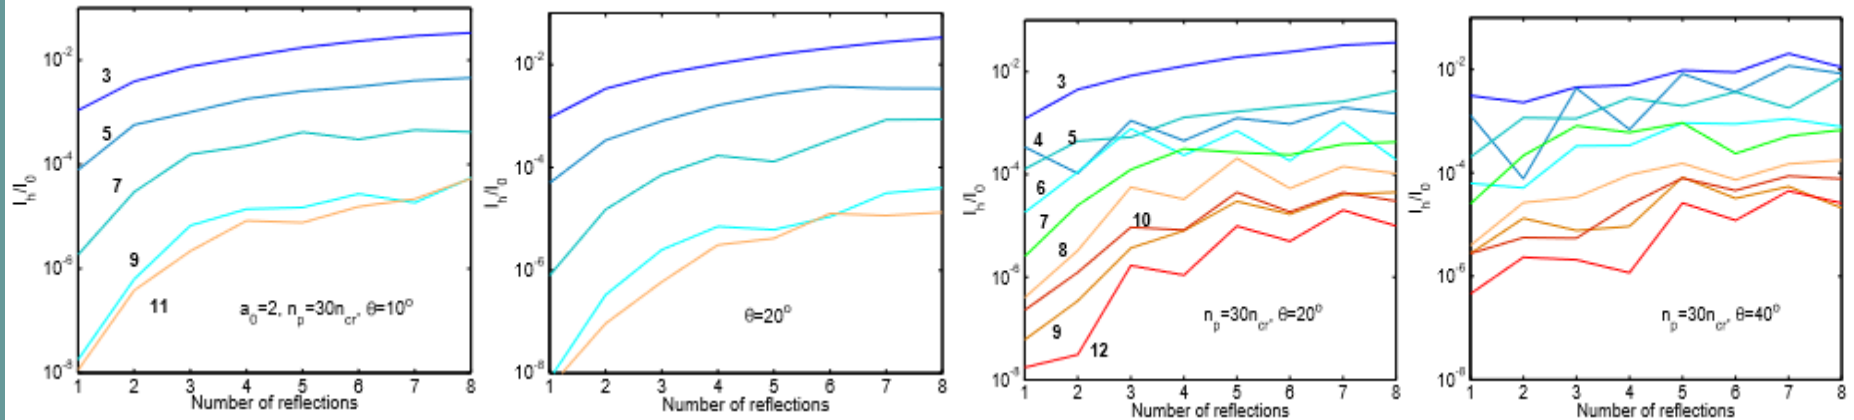 10⁻²
10⁻⁴
10⁻⁶
10⁻⁸
Iₕ/I₀
3
5
7
9
11
a₀=2, nₚ=30n_cr, θ=10°
1 2 3 4 5 6 7 8
Number of reflections
10⁻²
10⁻⁴
10⁻⁶
10⁻⁸
Iₕ/I₀
θ=20°
1 2 3 4 5 6 7 8
Number of reflections
10⁻²
10⁻⁴
10⁻⁶
10⁻⁸
Iₕ/I₀
3
4 5
6
7 10
8
9
12
nₚ=30n_cr, θ=20°
1 2 3 4 5 6 7 8
Number of reflections
10⁻²
10⁻⁴
10⁻⁶
10⁻⁸
Iₕ/I₀
nₚ=30n_cr, θ=40°
1 2 3 4 5 6 7 8
Number of reflections